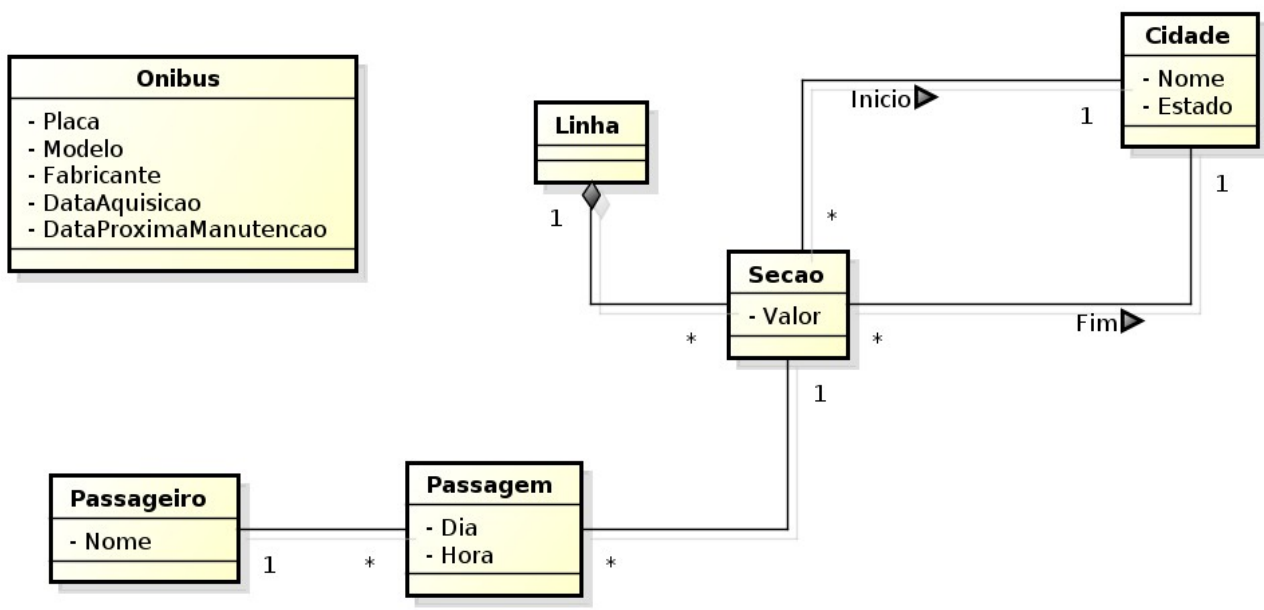 Onibus
- Placa
- Modelo
- Fabricante
- DataAquisicao
- DataProximaManutencao
Linha
1
*
Cidade
- Nome
- Estado
Inicio
1
*
1
Fim
*
Secao
- Valor
1
Passageiro
- Nome
1
*
Passagem
- Dia
- Hora
*